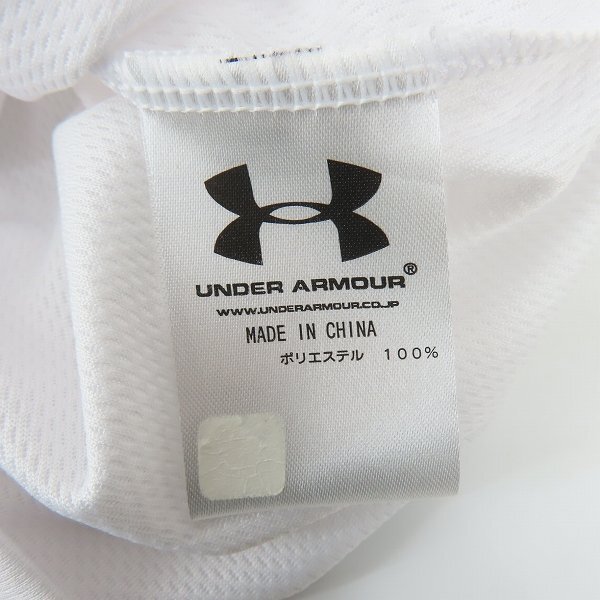 UNDER ARMOUR®
WWW.UNDERARMOUR.CO.JP
MADE IN CHINA
ポリエステル 100%